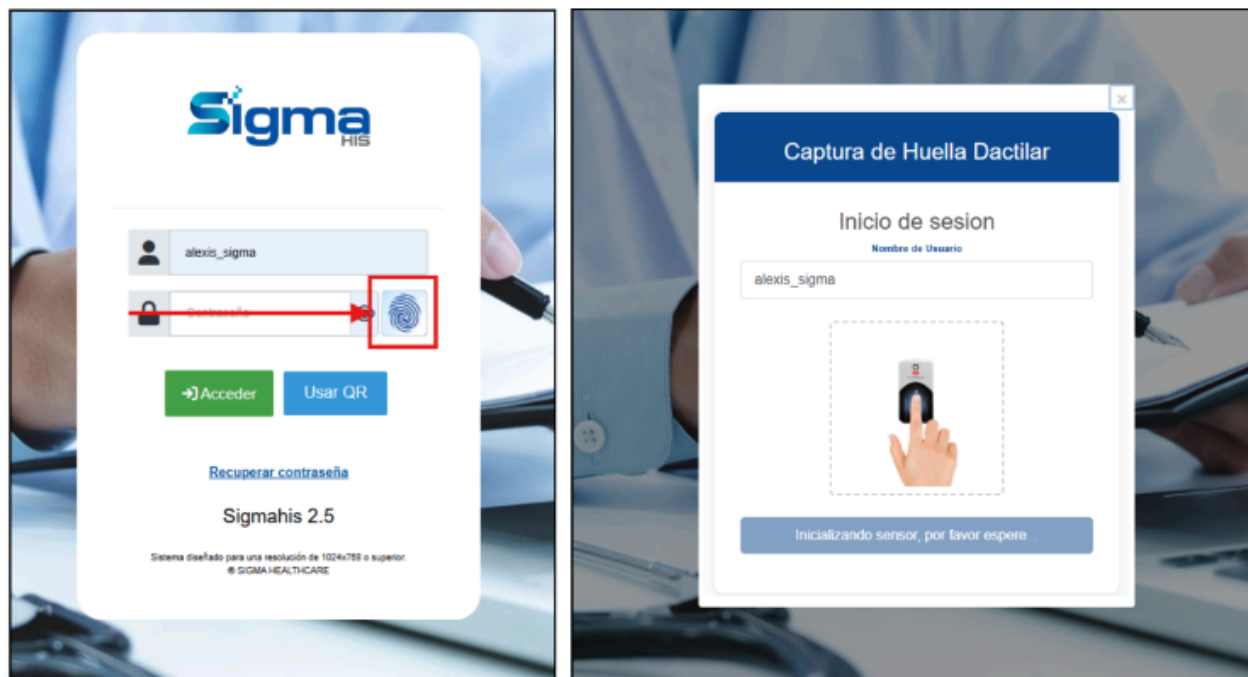 Sigma
HIS
alexis_sigma
Contraseña
Acceder
Usar QR
Recuperar contraseña
Sigmahis 2.5
Sistema diseñado para una resolución de 1024x768 o superior.
® SIGMA HEALTHCARE
×
Captura de Huella Dactilar
Inicio de sesion
Nombre de Usuario
alexis_sigma
Inicializando sensor, por favor espere...